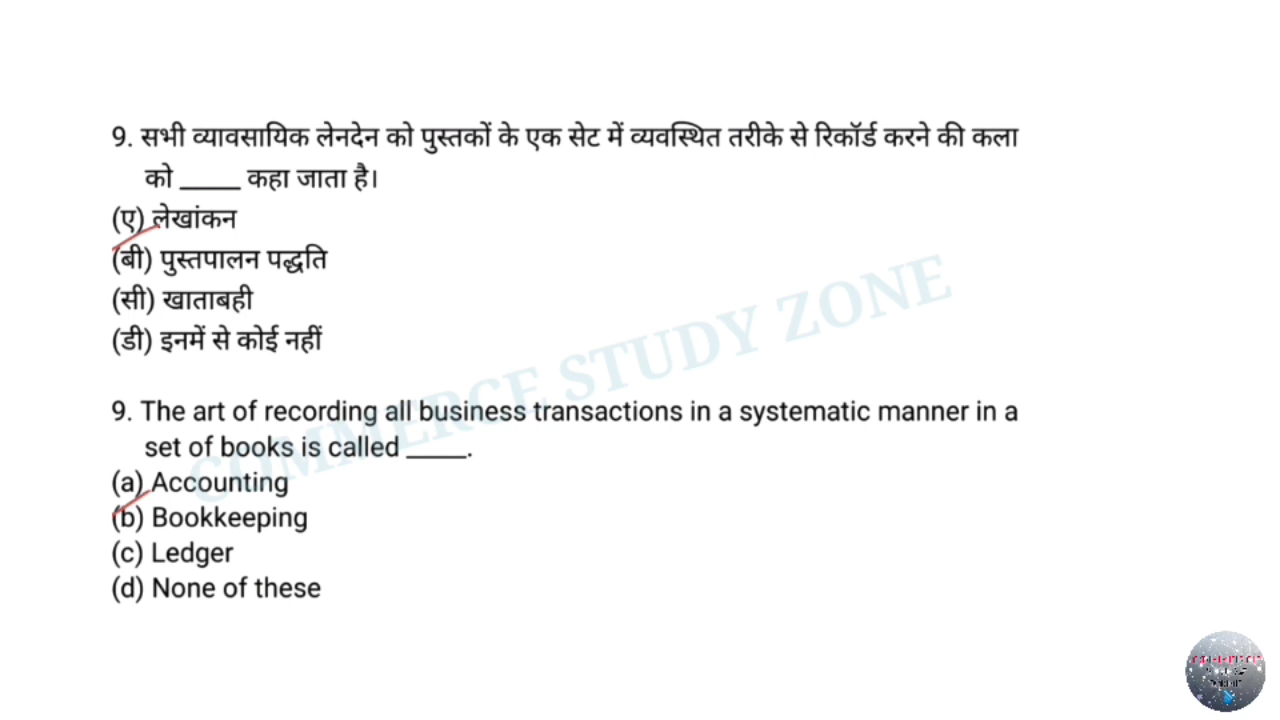 9. सभी व्यावसायिक लेनदेन को पुस्तकों के एक सेट में व्यवस्थित तरीके से रिकॉर्ड करने की कला
को _____ कहा जाता है।
(ए) लेखांकन
(बी) पुस्तपालन पद्धति
(सी) खाताबही
(डी) इनमें से कोई नहीं
COMMERCE STUDY ZONE
9. The art of recording all business transactions in a systematic manner in a
set of books is called _____.
(a) Accounting
(b) Bookkeeping
(c) Ledger
(d) None of these